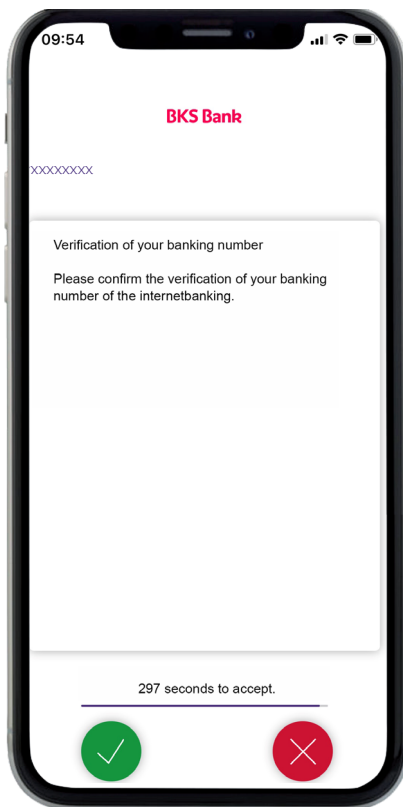 09:54
BKS Bank
XXXXXXXX
Verification of your banking number
Please confirm the verification of your banking
number of the internetbanking.
297 seconds to accept.